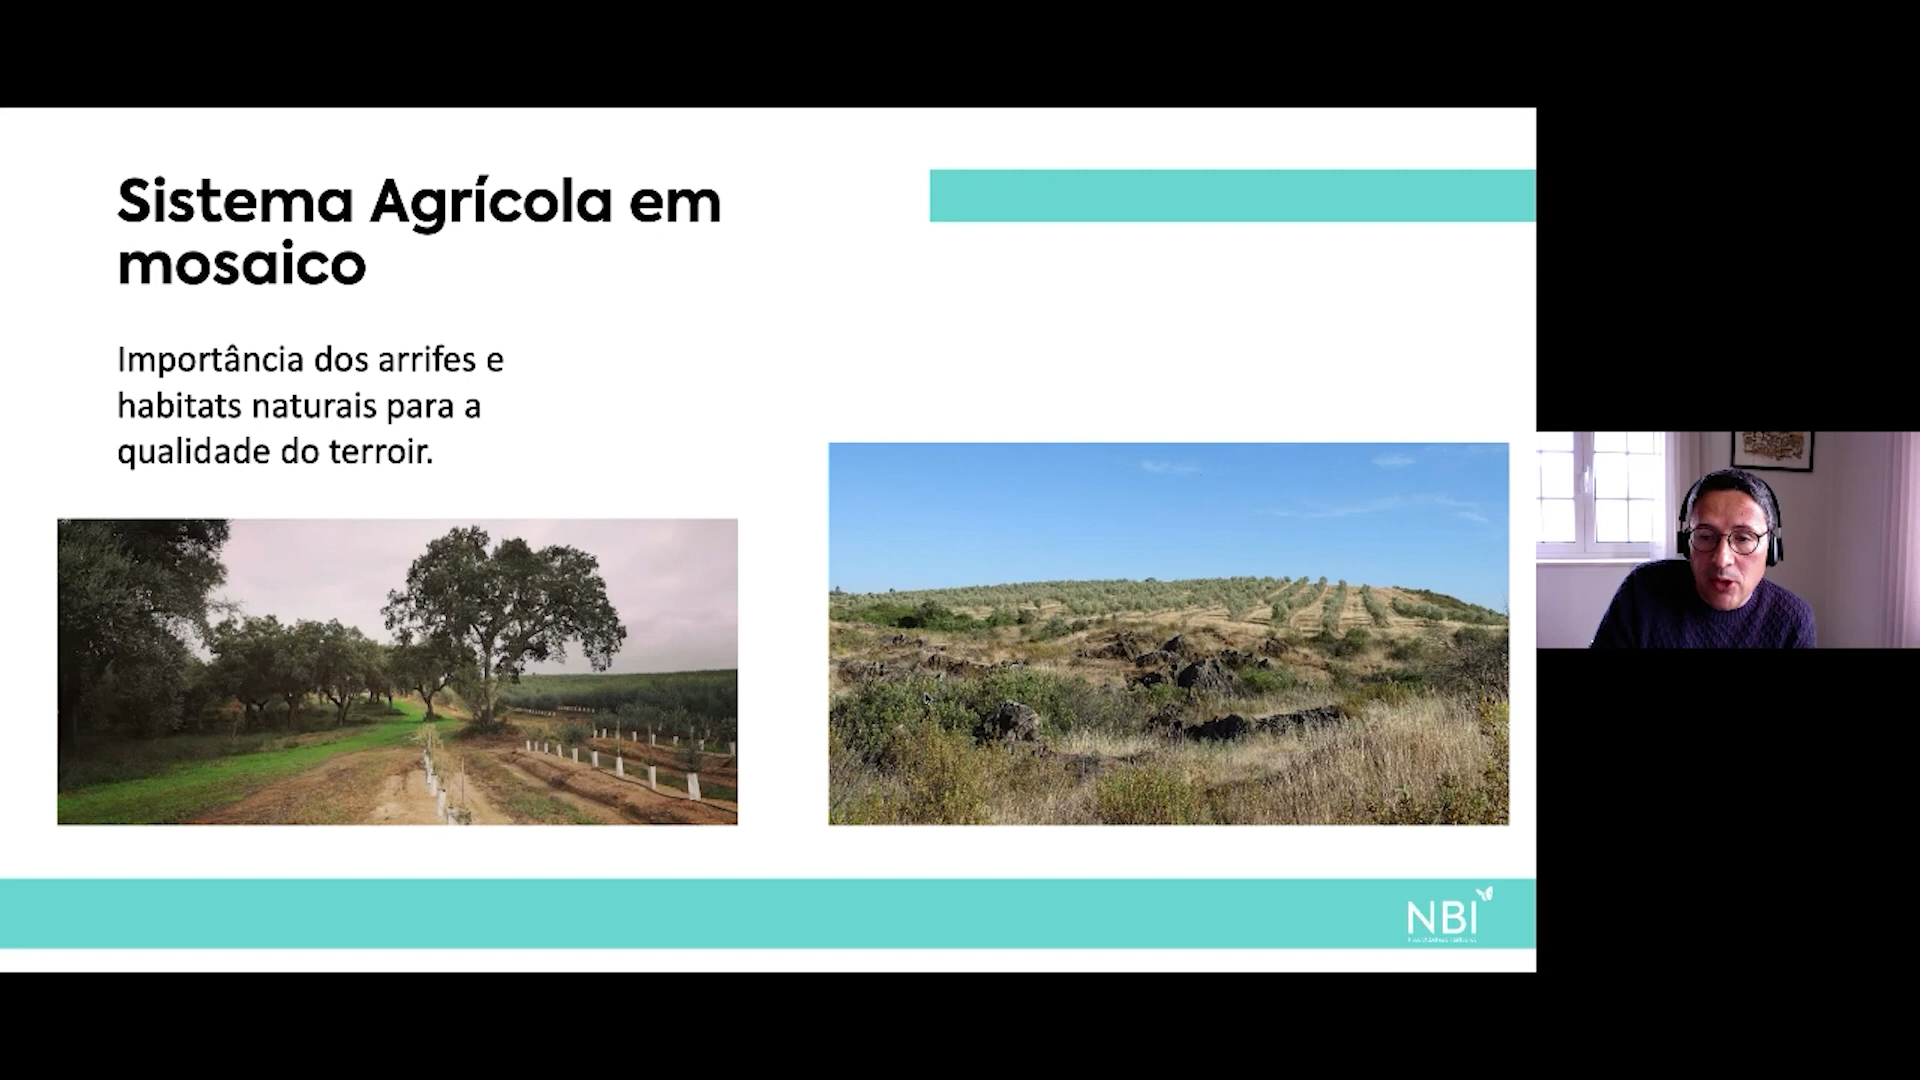 Sistema Agrícola em
mosaico
Importância dos arrifes e
habitats naturais para a
qualidade do terroir.
NBI